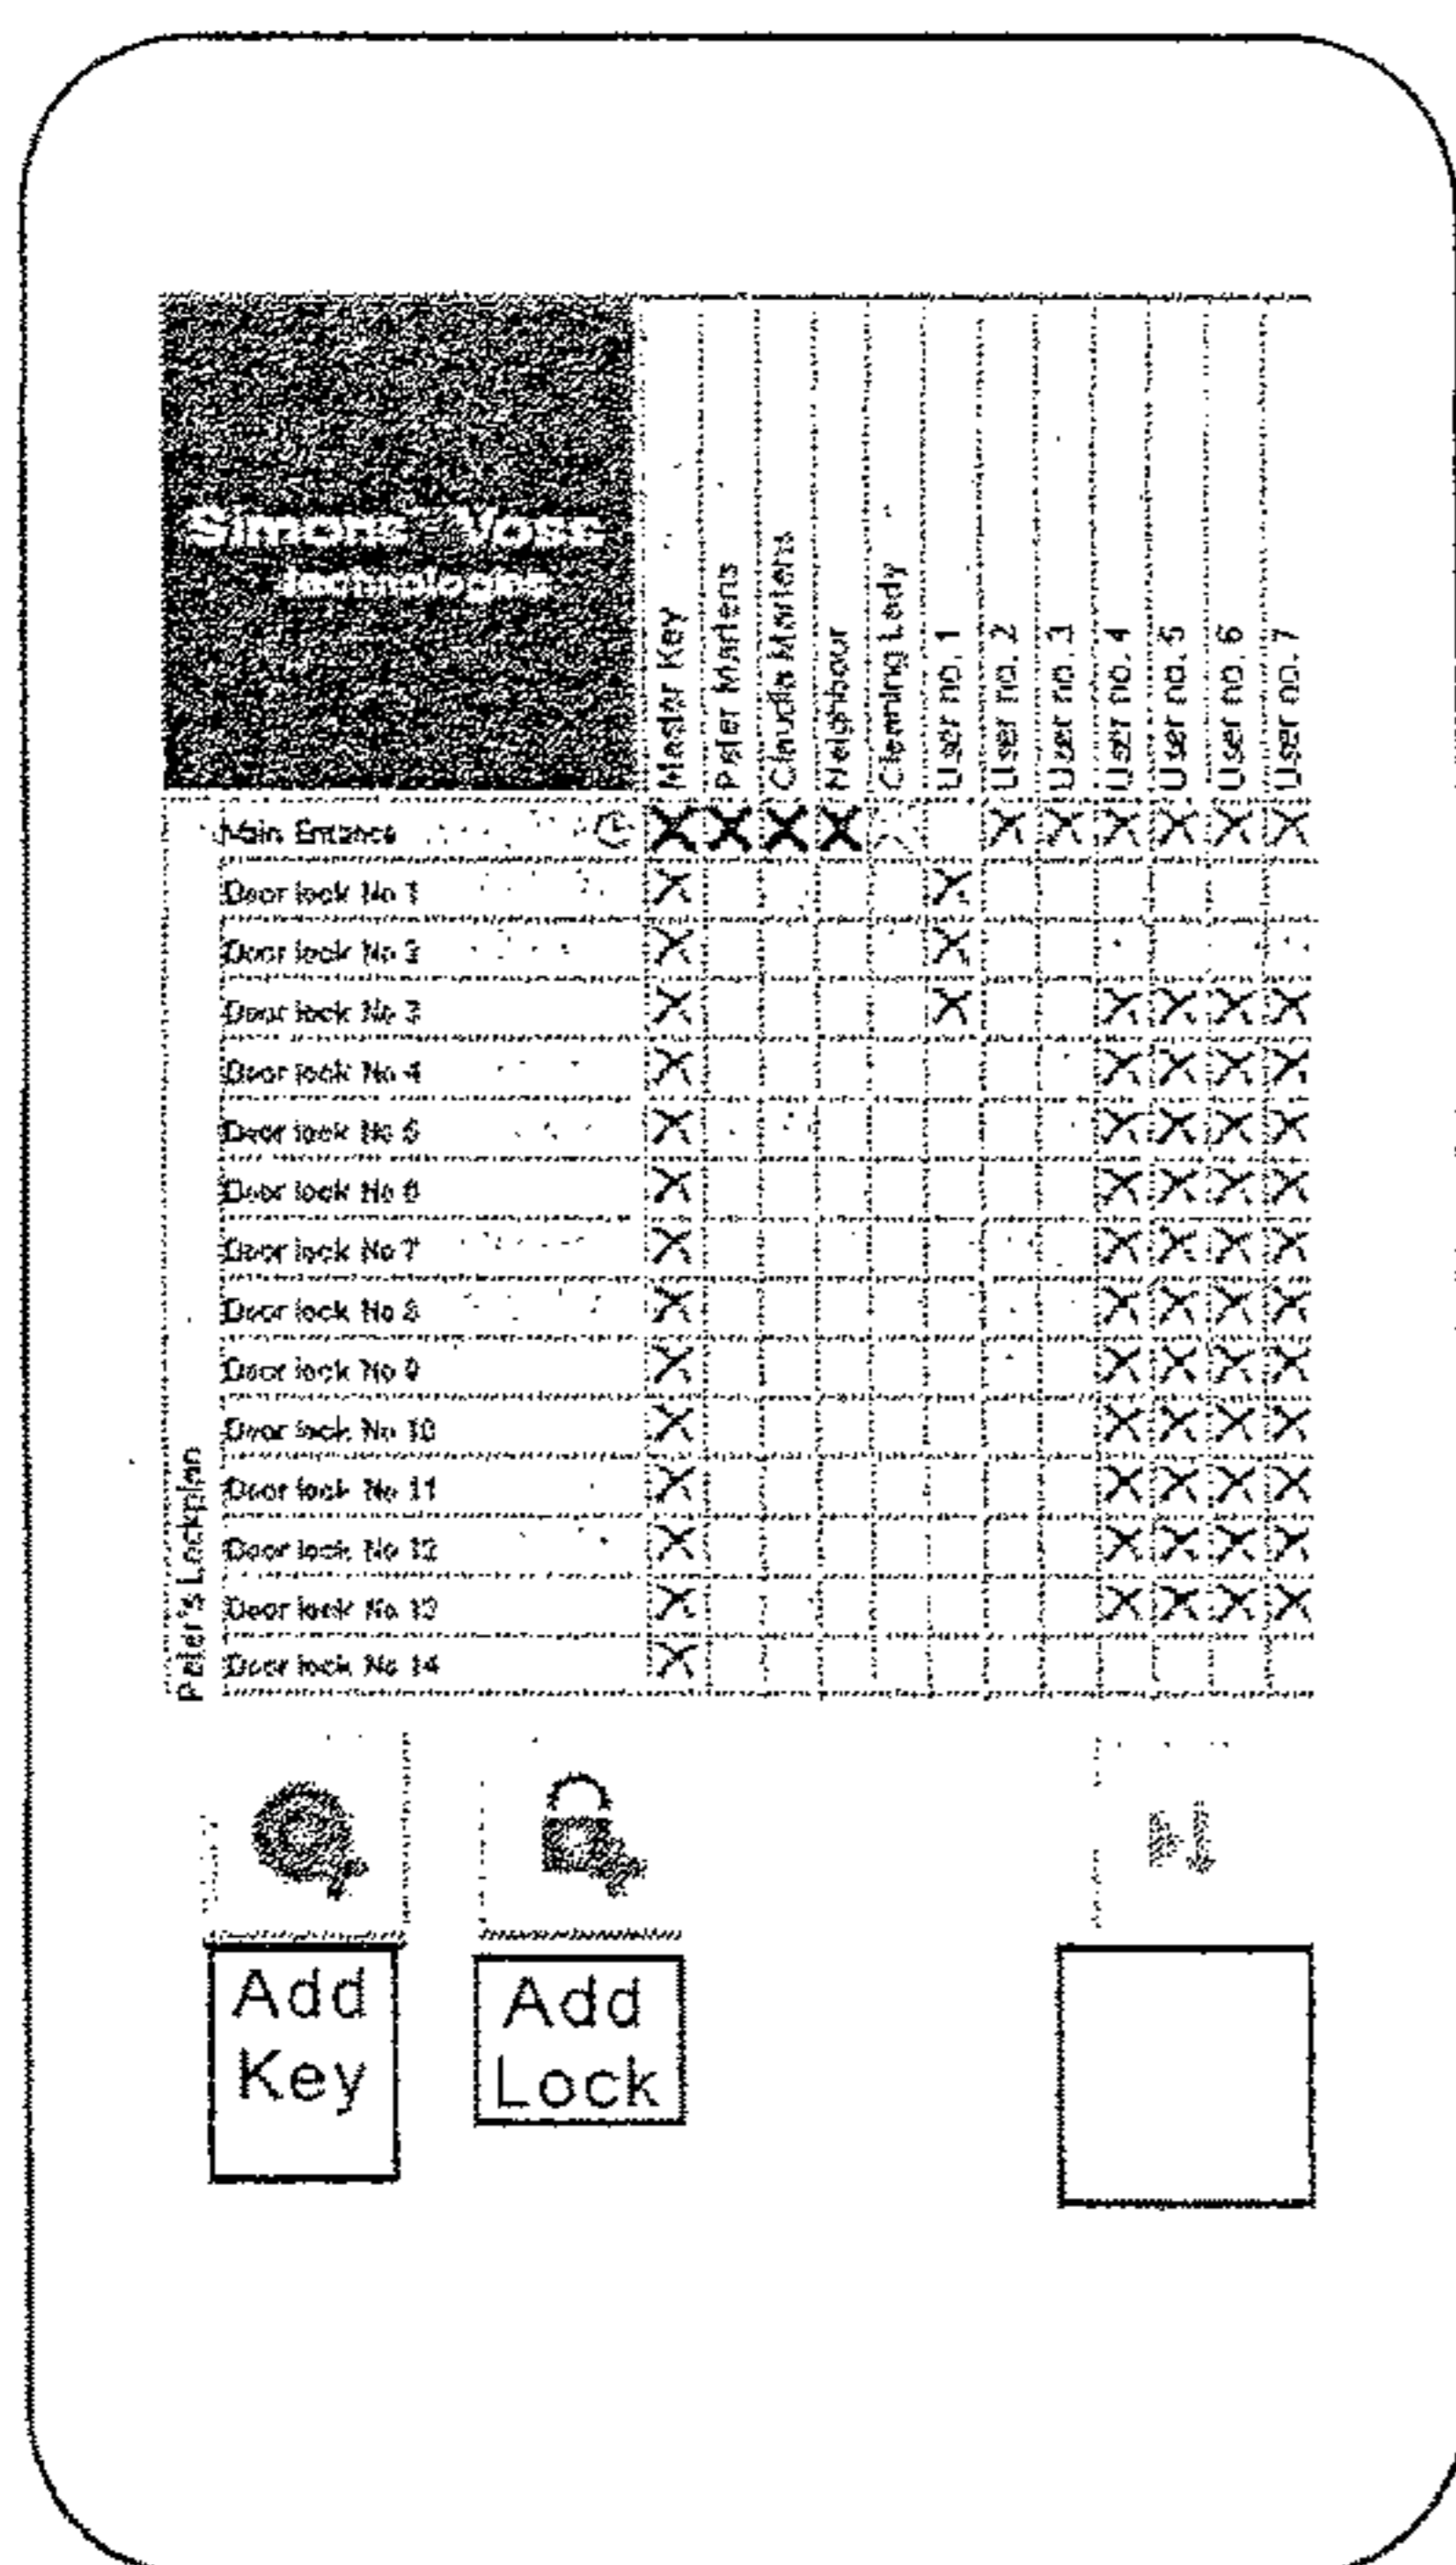 Simons Voss
technologies
Master Key
Peter Martens
Claudia Martens
Neighbour
Cleaning Lady
User no. 1
User no. 2
User no. 3
User no. 4
User no. 5
User no. 6
User no. 7
Peter's Lockplan
Main Entance
Door lock No 1
Door lock No 2
Door lock No 3
Door lock No 4
Door lock No 5
Door lock No 6
Door lock No 7
Door lock No 8
Door lock No 9
Door lock No 10
Door lock No 11
Door lock No 12
Door lock No 13
Door lock No 14
Add
Key
Add
Lock